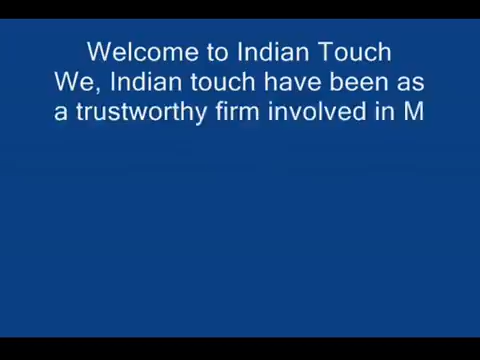 Welcome to Indian Touch
We, Indian touch have been as
a trustworthy firm involved in M